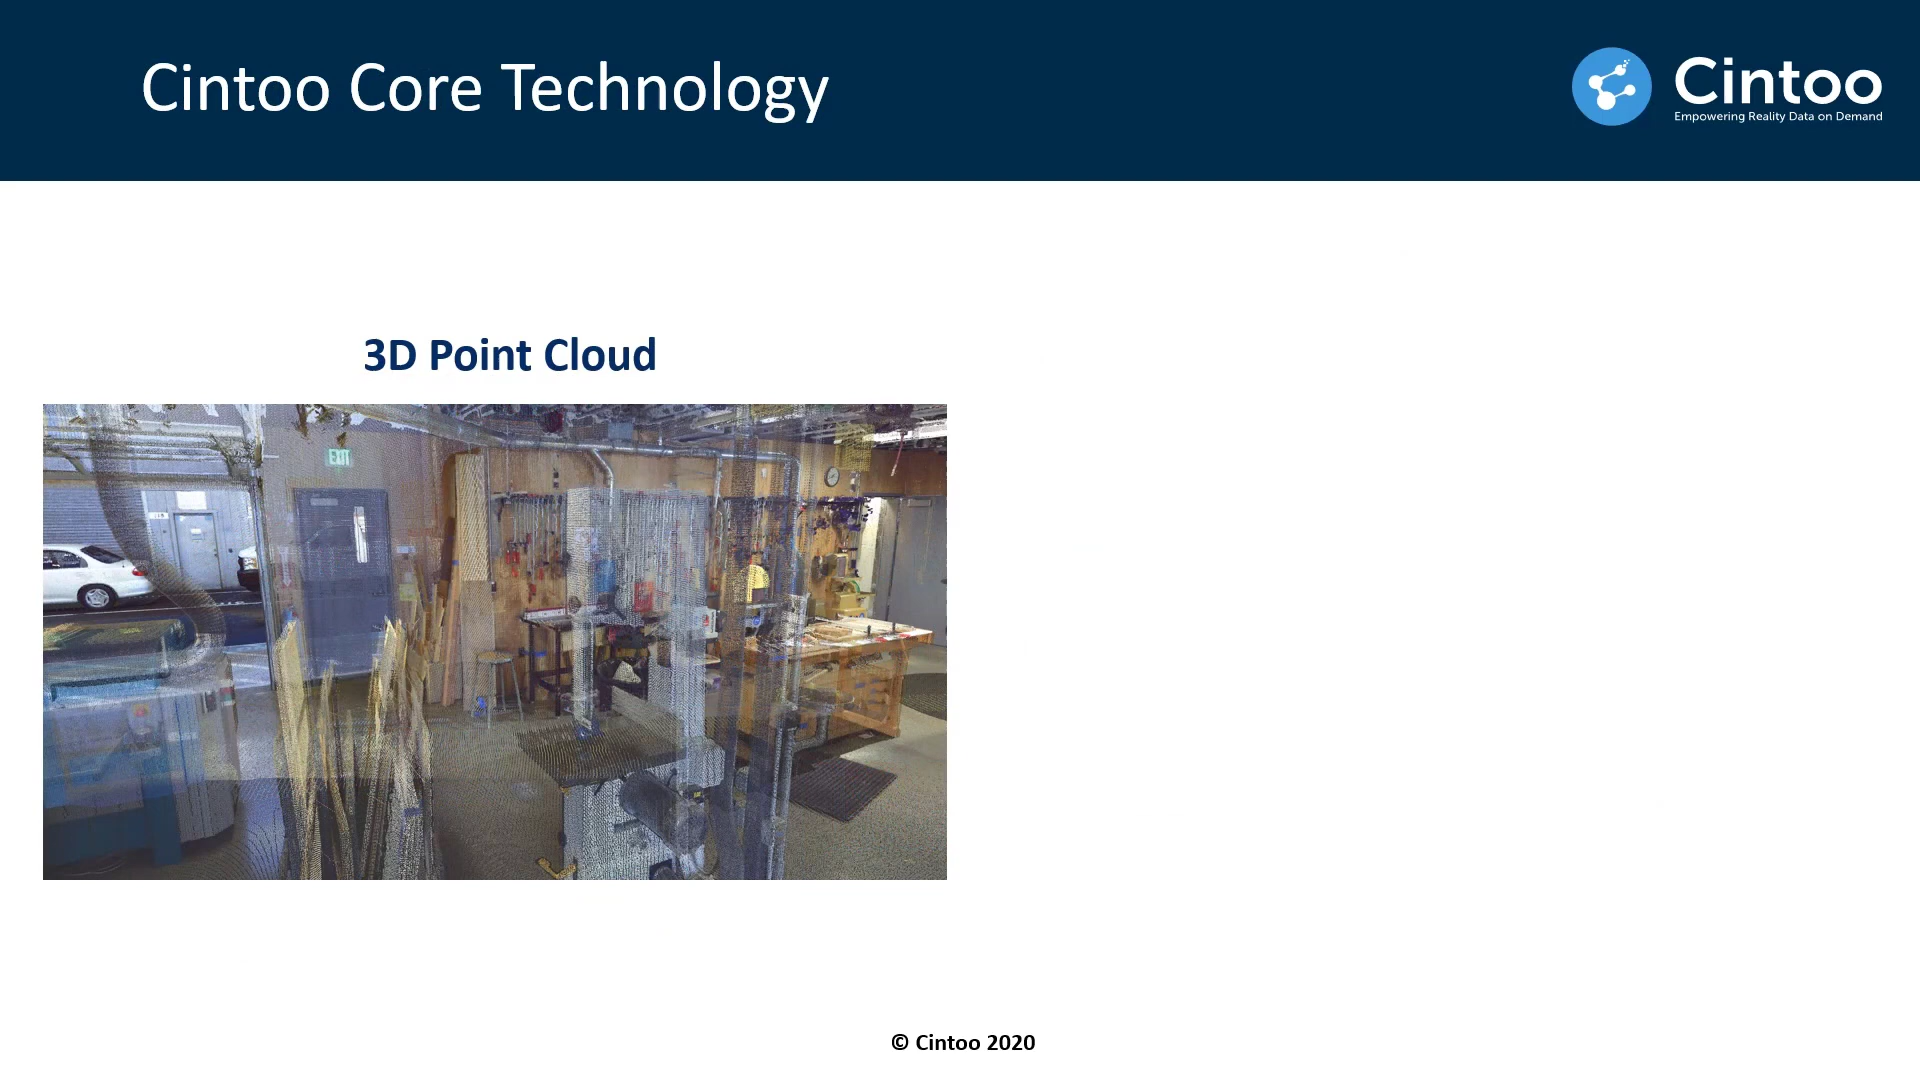 Cintoo Core Technology
Cintoo
Empowering Reality Data on Demand
3D Point Cloud
EXIT
© Cintoo 2020